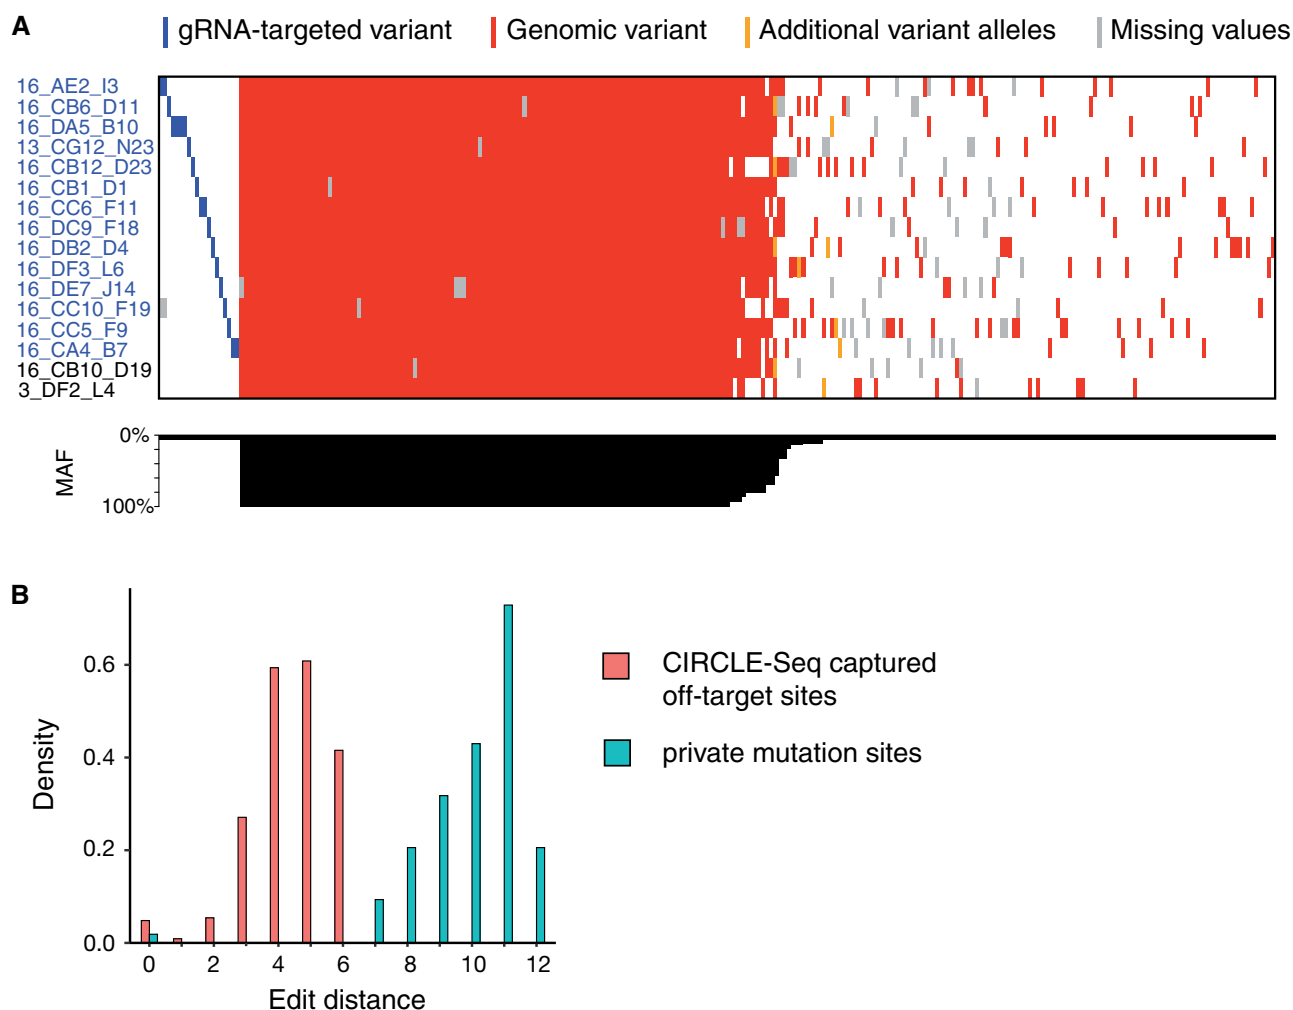 A
gRNA-targeted variant
Genomic variant
Additional variant alleles
Missing values
16_AE2_I3
16_CB6_D11
16_DA5_B10
13_CG12_N23
16_CB12_D23
16_CB1_D1
16_CC6_F11
16_DC9_F18
16_DB2_D4
16_DF3_L6
16_DE7_J14
16_CC10_F19
16_CC5_F9
16_CA4_B7
16_CB10_D19
3_DF2_L4
0%
MAF
100%
B
0.6
0.4
0.2
0.0
Density
0 2 4 6 8 10 12
Edit distance
CIRCLE-Seq captured
off-target sites
private mutation sites